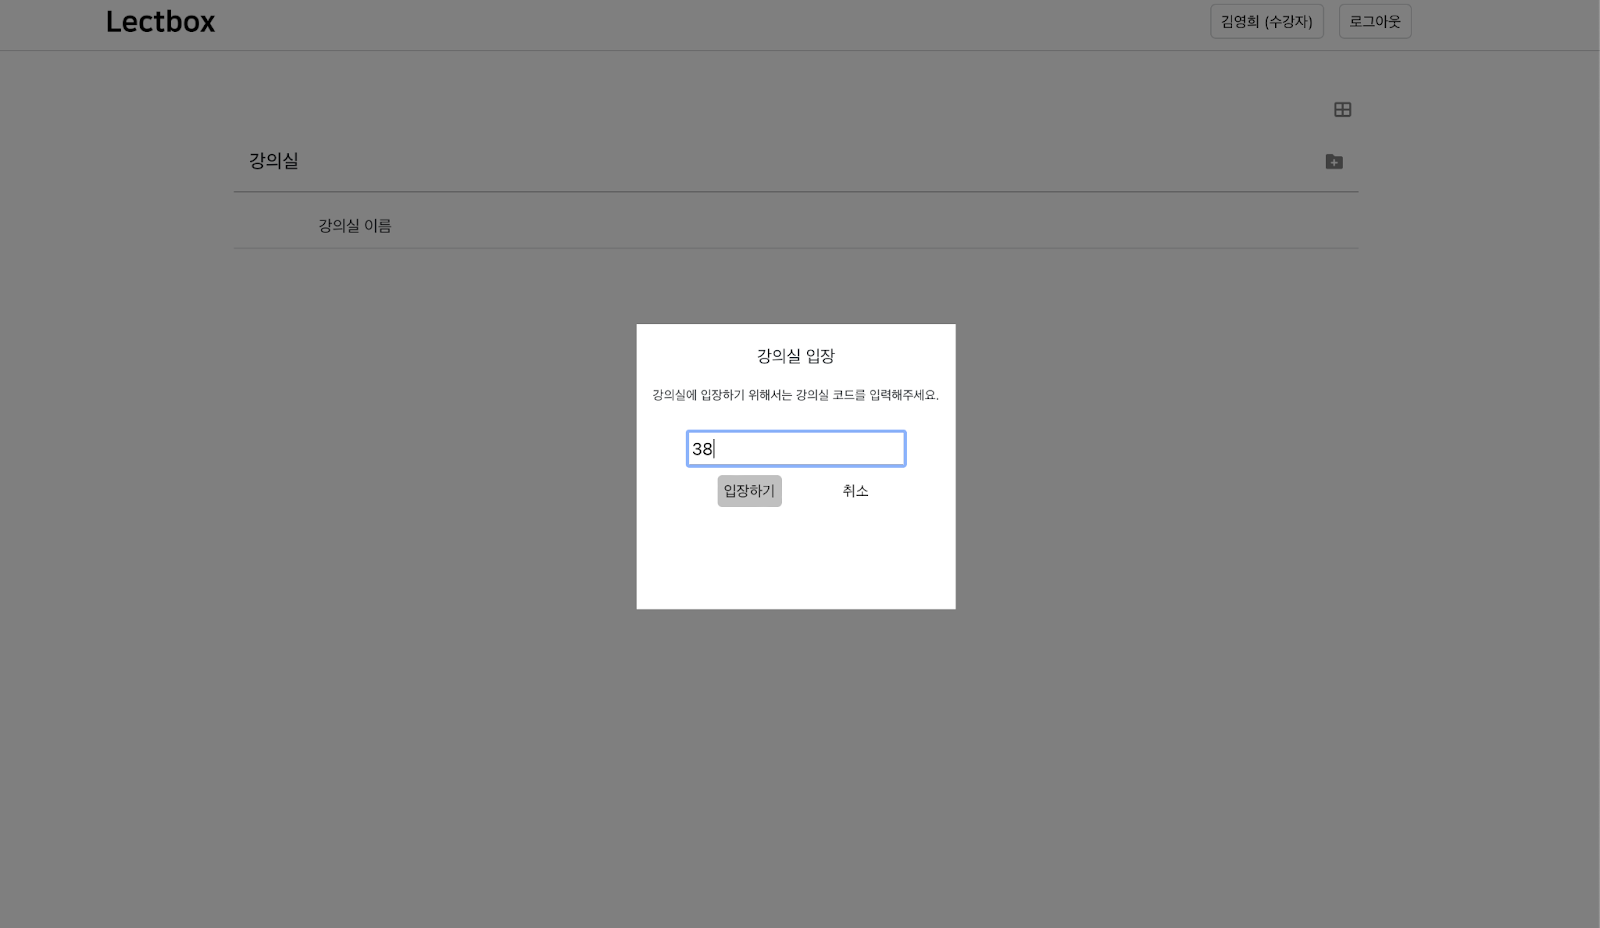 Lectbox
김영희 (수강자)
로그아웃
강의실
강의실 이름
강의실 입장
강의실에 입장하기 위해서는 강의실 코드를 입력해주세요.
38
입장하기
취소